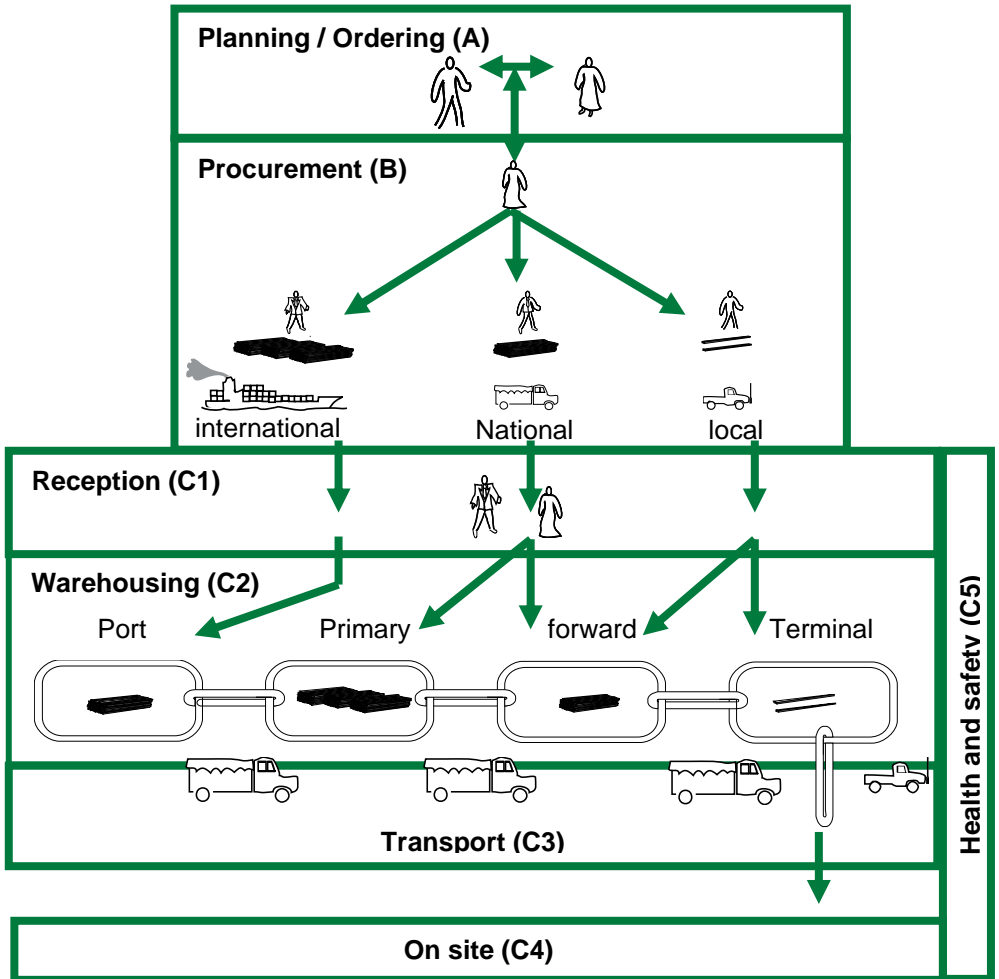 Planning / Ordering (A)
Procurement (B)
international
National
local
Reception (C1)
Warehousing (C2)
Port
Primary
forward
Terminal
Transport (C3)
Health and safety (C5)
On site (C4)